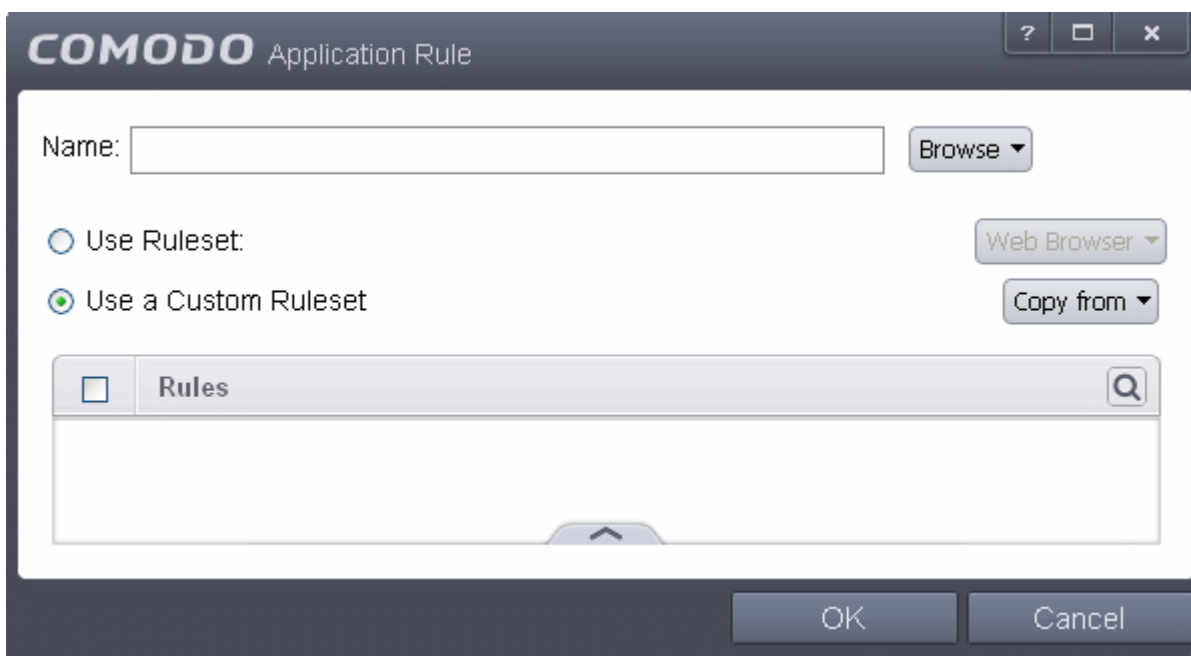 COMODO Application Rule ?
Name: Browse
Use Ruleset: Web Browser
Use a Custom Ruleset Copy from
Rules
OK Cancel